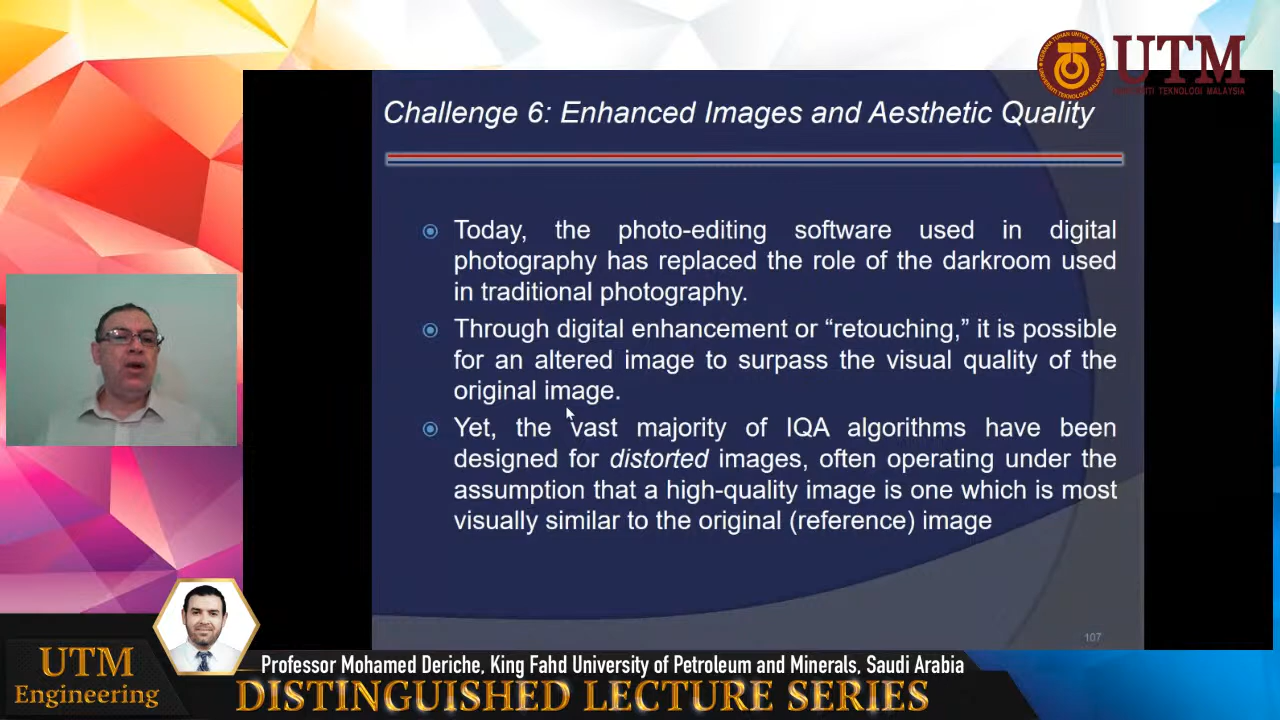 UTM
UNIVERSITI TEKNOLOGI MALAYSIA
Challenge 6: Enhanced Images and Aesthetic Quality
Today, the photo-editing software used in digital
photography has replaced the role of the darkroom used
in traditional photography.
Through digital enhancement or “retouching,” it is possible
for an altered image to surpass the visual quality of the
original image.
Yet, the vast majority of IQA algorithms have been
designed for distorted images, often operating under the
assumption that a high-quality image is one which is most
visually similar to the original (reference) image
107
UTM
Engineering
Professor Mohamed Deriche, King Fahd University of Petroleum and Minerals, Saudi Arabia
DISTINGUISHED LECTURE SERIES